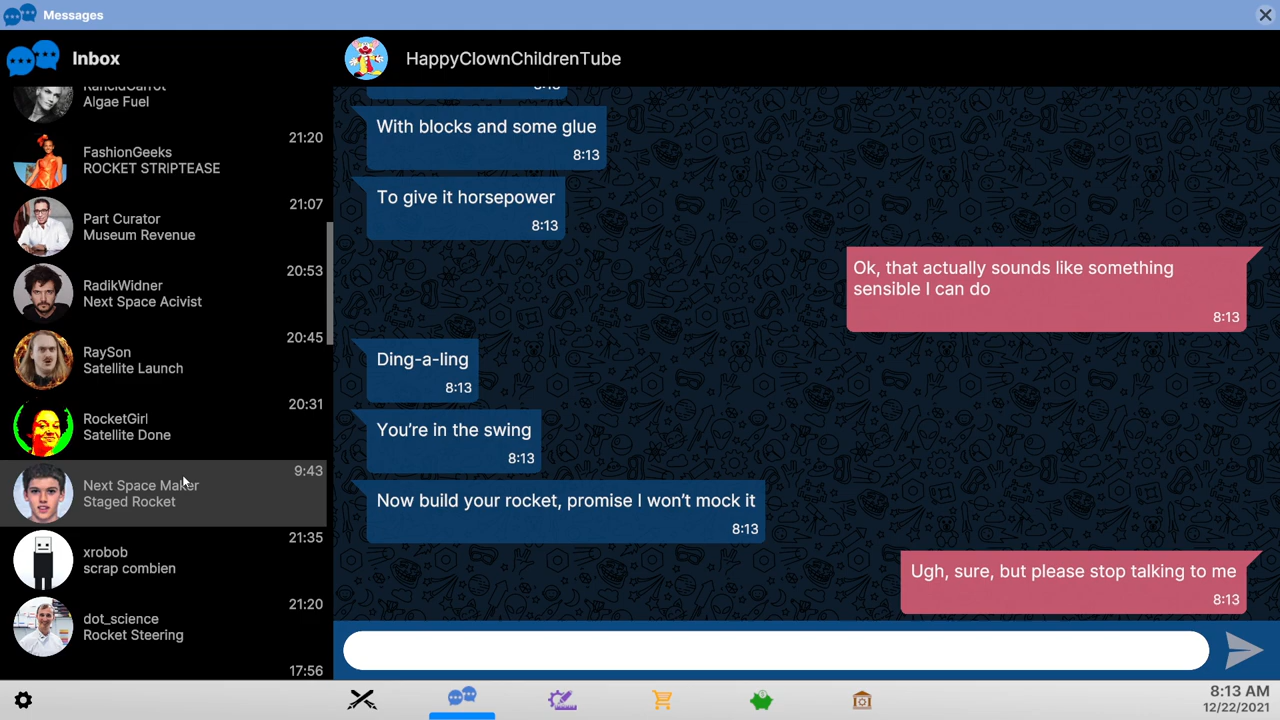 Messages
Inbox
HappyClownChildrenTube
Algae Fuel
21:20
FashionGeeks
ROCKET STRIPTEASE
21:07
Part Curator
Museum Revenue
20:53
RadikWidner
Next Space Acivist
20:45
RaySon
Satellite Launch
20:31
RocketGirl
Satellite Done
9:43
Next Space Maker
Staged Rocket
21:35
xrobob
scrap combien
21:20
dot_science
Rocket Steering
17:56
8:13
With blocks and some glue
8:13
To give it horsepower
8:13
Ok, that actually sounds like something
sensible I can do
8:13
Ding-a-ling
8:13
You're in the swing
8:13
Now build your rocket, promise I won't mock it
8:13
Ugh, sure, but please stop talking to me
8:13
8:13 AM
12/22/2021